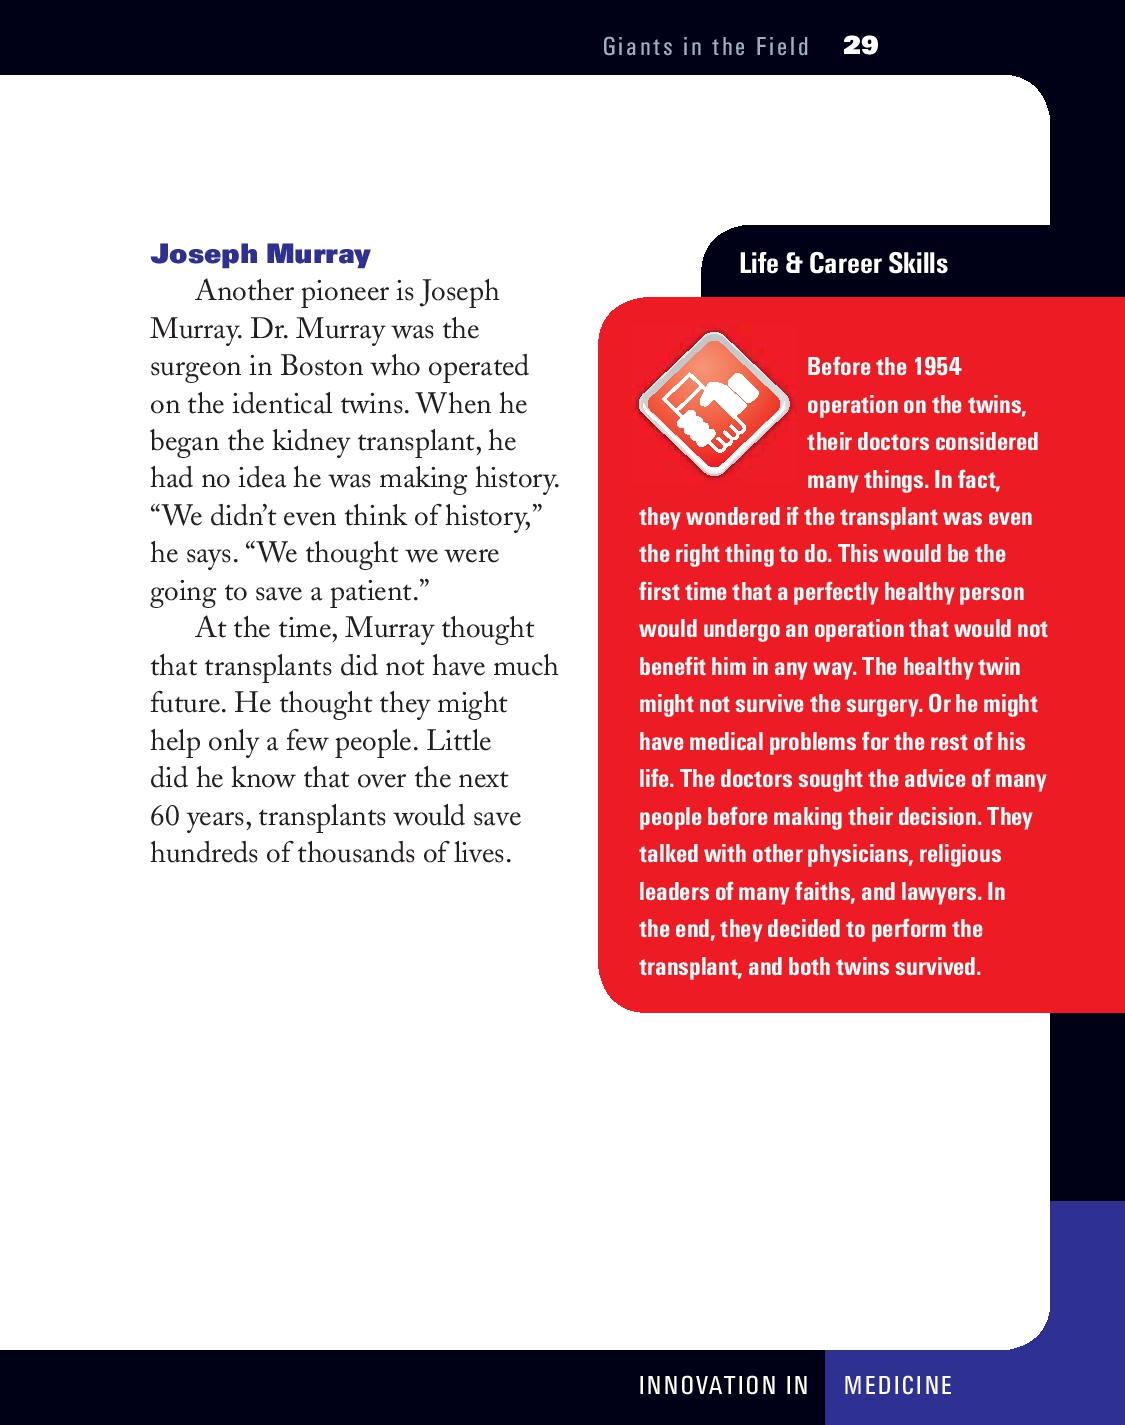 Giants in the Field 29
Joseph Murray
Another pioneer is Joseph
Murray. Dr. Murray was the
surgeon in Boston who operated
on the identical twins. When he
began the kidney transplant, he
had no idea he was making history.
“We didn’t even think of history,”
he says. “We thought we were
going to save a patient.”
At the time, Murray thought
that transplants did not have much
future. He thought they might
help only a few people. Little
did he know that over the next
60 years, transplants would save
hundreds of thousands of lives.
Life & Career Skills
Before the 1954
operation on the twins,
their doctors considered
many things. In fact,
they wondered if the transplant was even
the right thing to do. This would be the
first time that a perfectly healthy person
would undergo an operation that would not
benefit him in any way. The healthy twin
might not survive the surgery. Or he might
have medical problems for the rest of his
life. The doctors sought the advice of many
people before making their decision. They
talked with other physicians, religious
leaders of many faiths, and lawyers. In
the end, they decided to perform the
transplant, and both twins survived.
INNOVATION IN MEDICINE